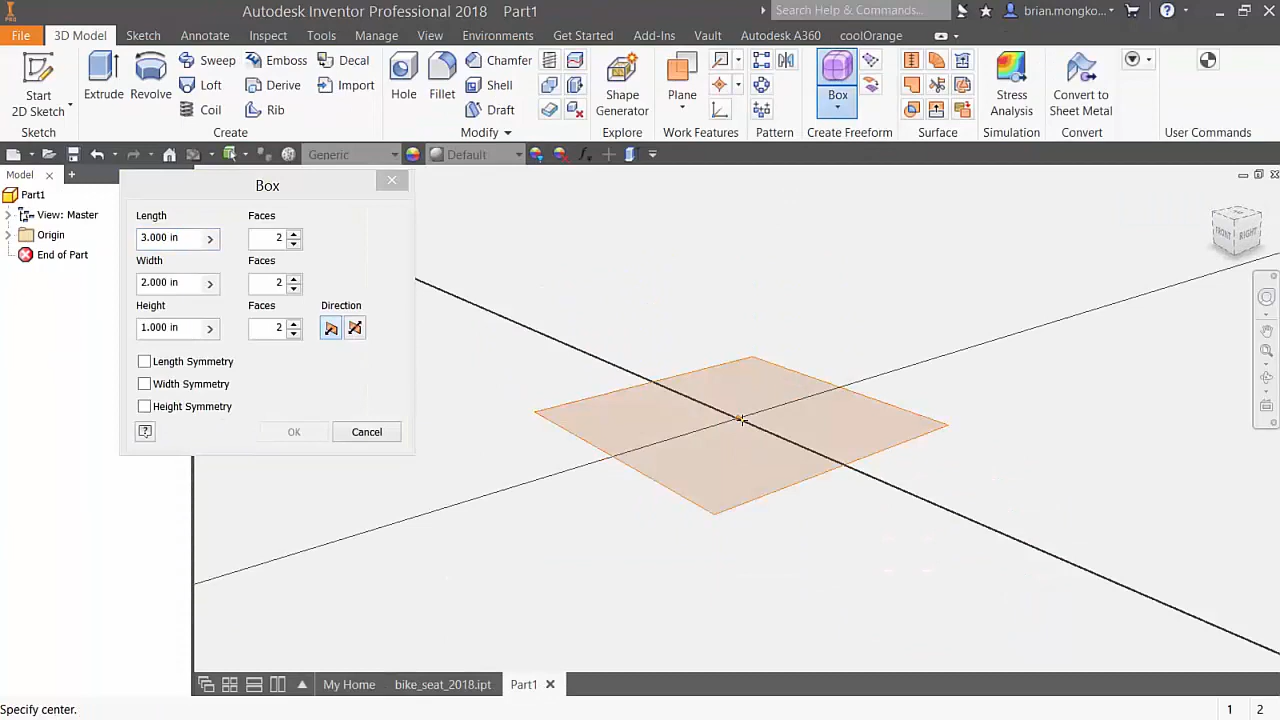 PRO
Autodesk Inventor Professional 2018 Part1
Search Help & Commands...
brian.mongko...
File 3D Model Sketch Annotate Inspect Tools Manage View Environments Get Started Add-Ins Vault Autodesk A360 coolOrange
Start
2D Sketch
Sketch
Extrude
Revolve
Sweep
Loft
Coil
Emboss
Derive
Rib
Decal
Import
Create
Hole
Fillet
Chamfer
Shell
Draft
Modify
Shape
Generator
Explore
Plane
Work Features
Pattern
Box
Create Freeform
Surface
Stress
Analysis
Simulation
Convert to
Sheet Metal
Convert
User Commands
Generic
Default
Model
Part1
View: Master
Origin
End of Part
Box
Length Faces
3.000 in 2
Width Faces
2.000 in 2
Height Faces Direction
1.000 in 2
Length Symmetry
Width Symmetry
Height Symmetry
OK Cancel
FRONT RIGHT
My Home bike_seat_2018.ipt Part1
Specify center. 1 2